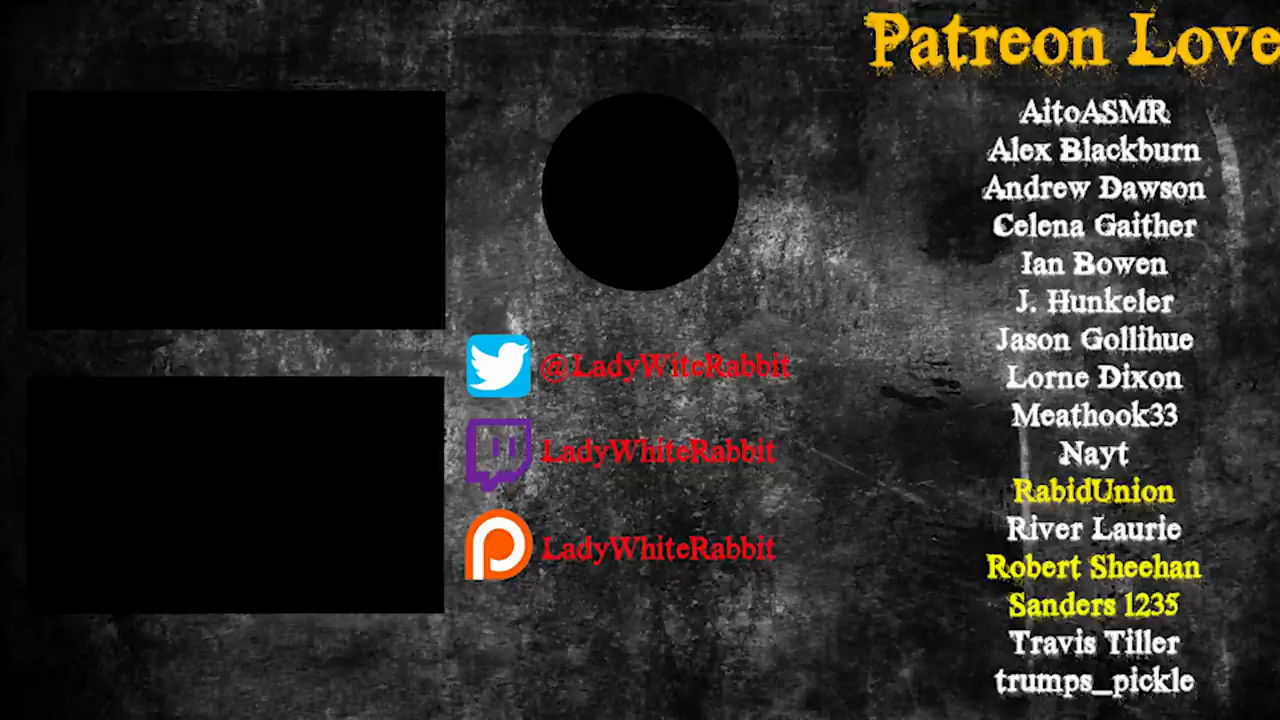 Patreon Love
AitoASMR
Alex Blackburn
Andrew Dawson
Celena Gaither
Ian Bowen
J. Hunkeler
Jason Gollihue
Lorne Dixon
Meathook33
Nayt
RabidUnion
River Laurie
Robert Sheehan
Sanders 1235
Travis Tiller
trumps_pickle
@LadyWiteRabbit
LadyWhiteRabbit
LadyWhiteRabbit